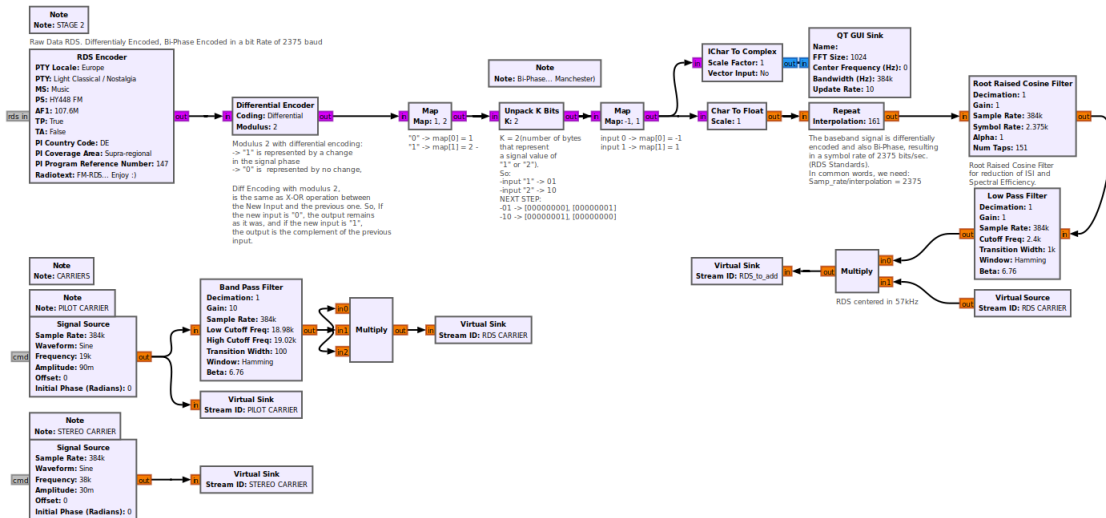 Note
Note: STAGE 2
Raw Data RDS. Differentialy Encoded, Bi-Phase Encoded in a bit Rate of 2375 baud
RDS Encoder
PTY Locale: Europe
PTY: Light Classical / Nostalgia
MS: Music
PS: HY448 FM
AF1: 107.6M
TP: True
TA: False
PI Country Code: DE
PI Coverage Area: Supra-regional
PI Program Reference Number: 147
Radiotext: FM-RDS... Enjoy :)
rds in
out
in
Differential Encoder
Coding: Differential
Modulus: 2
out
Modulus 2 with differential encoding:
-> "1" is represented by a change
in the signal phase
-> "0" is represented by no change,
Diff Encoding with modulus 2,
is the same as X-OR operation between
the New Input and the previous one. So, If
the new input is "0", the output remains
as it was, and if the new input is "1",
the output is the complement of the previous
input,
in
Map
Map: 1, 2
out
"0" -> map[0] = 1
"1" -> map[1] = 2 -
Note
Note: Bi-Phase... Manchester)
in
Unpack K Bits
K: 2
out
K = 2(number of bytes
that represent
a signal value of
"1" or "2").
So:
-input "1" -> 01
-input "2" -> 10
NEXT STEP:
-01 -> [00000000], [00000001]
-10 -> [00000001], [00000000]
in
Map
Map: -1, 1
out
input 0 -> map[0] = -1
input 1 -> map[1] = 1
in
IChar To Complex
Scale Factor: 1
Vector Input: No
out
in
QT GUI Sink
Name:
FFT Size: 1024
Center Frequency (Hz): 0
Bandwidth (Hz): 384k
Update Rate: 10
in
Char To Float
Scale: 1
out
in
Repeat
Interpolation: 161
out
The baseband signal is differentially
encoded and also Bi-Phase, resulting
in a symbol rate of 2375 bits/sec.
(RDS Standards).
In common words, we need:
Samp_rate/interpolation = 2375
in
Root Raised Cosine Filter
Decimation: 1
Gain: 1
Sample Rate: 384k
Symbol Rate: 2.375k
Alpha: 1
Num Taps: 151
out
Root Raised Cosine Filter
for reduction of ISI and
Spectral Efficiency.
out
Low Pass Filter
Decimation: 1
Gain: 1
Sample Rate: 384k
Cutoff Freq: 2.4k
Transition Width: 1k
Window: Hamming
Beta: 6.76
in
Virtual Sink
Stream ID: RDS_to_add
in
out
Multiply
in0
in1
RDS centered in 57kHz
out
Virtual Source
Stream ID: RDS CARRIER
Note
Note: CARRIERS
Note
Note: PILOT CARRIER
cmd
Signal Source
Sample Rate: 384k
Waveform: Sine
Frequency: 19k
Amplitude: 90m
Offset: 0
Initial Phase (Radians): 0
out
in
Band Pass Filter
Decimation: 1
Gain: 10
Sample Rate: 384k
Low Cutoff Freq: 18.98k
High Cutoff Freq: 19.02k
Transition Width: 100
Window: Hamming
Beta: 6.76
out
in0
in1
in2
Multiply
out
in
Virtual Sink
Stream ID: RDS CARRIER
in
Virtual Sink
Stream ID: PILOT CARRIER
Note
Note: STEREO CARRIER
cmd
Signal Source
Sample Rate: 384k
Waveform: Sine
Frequency: 38k
Amplitude: 30m
Offset: 0
Initial Phase (Radians): 0
out
in
Virtual Sink
Stream ID: STEREO CARRIER